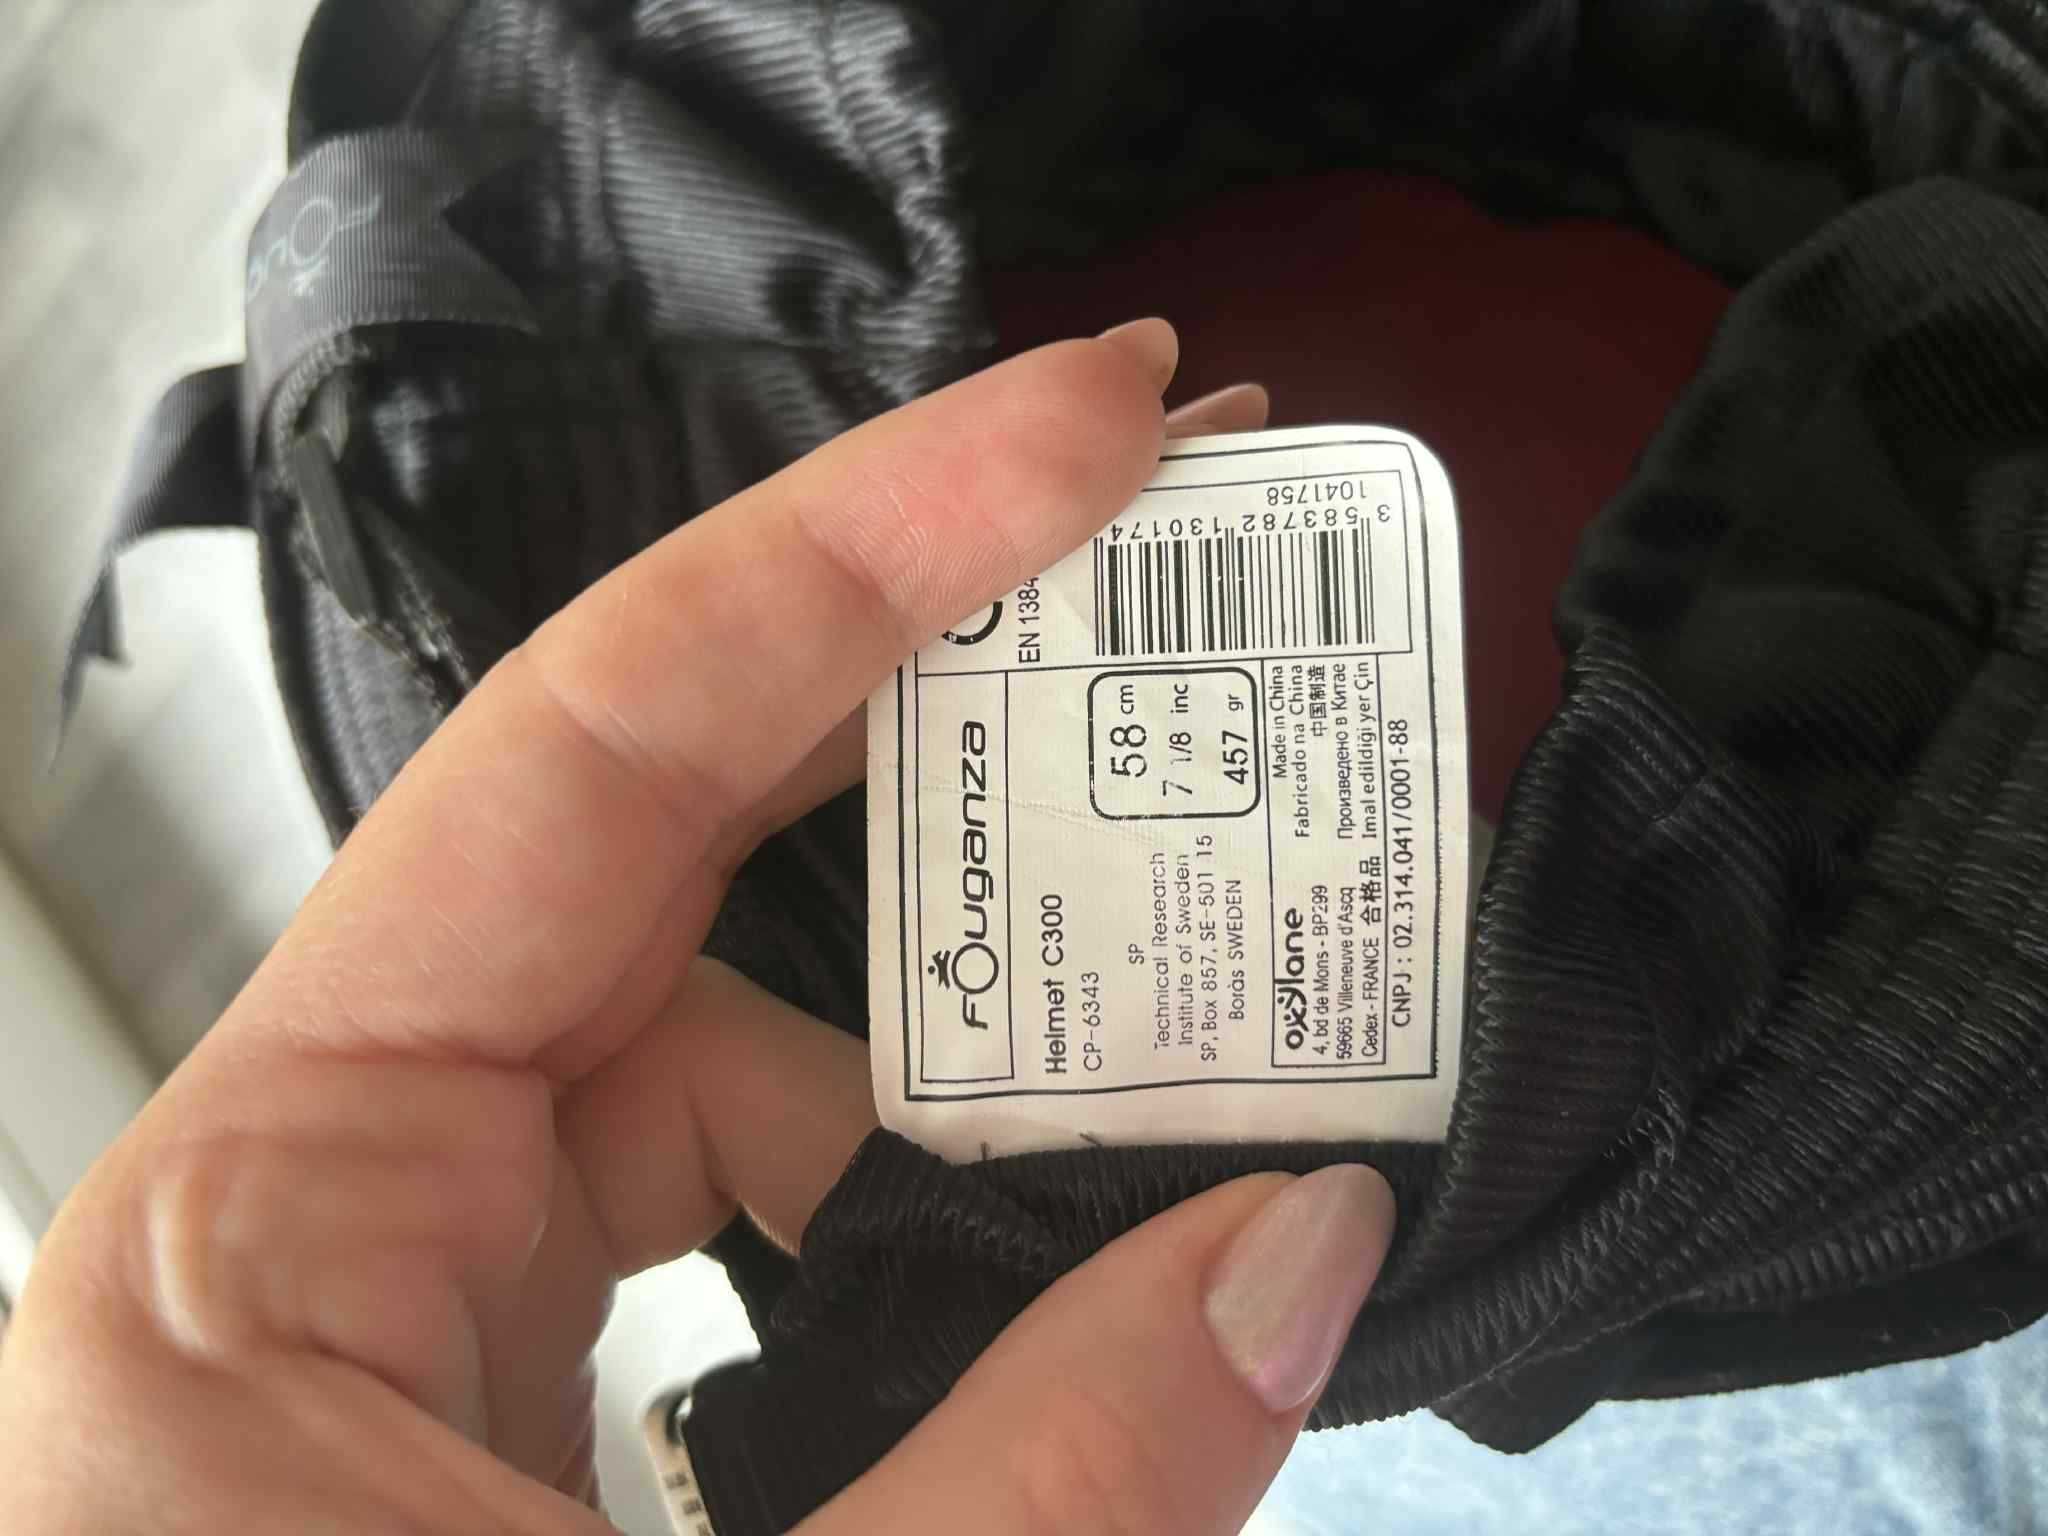 Fouganza
Helmet C300
CP-6343
SP
Technical Research
Institute of Sweden
SP, Box 857, SE-501 15
Boràs SWEDEN
58 cm
7 1/8 inc
457 gr
EN 1384
3 583782 130174
1041758
oxylane
4, bd de Mons - BP299
59665 Villeneuve d'Ascq
Cedex - FRANCE 合格品
Made in China
Fabricado na China
中国制造
Произведено в Китае
Imal edildiği yer Çin
CNPJ : 02.314.041/0001-88